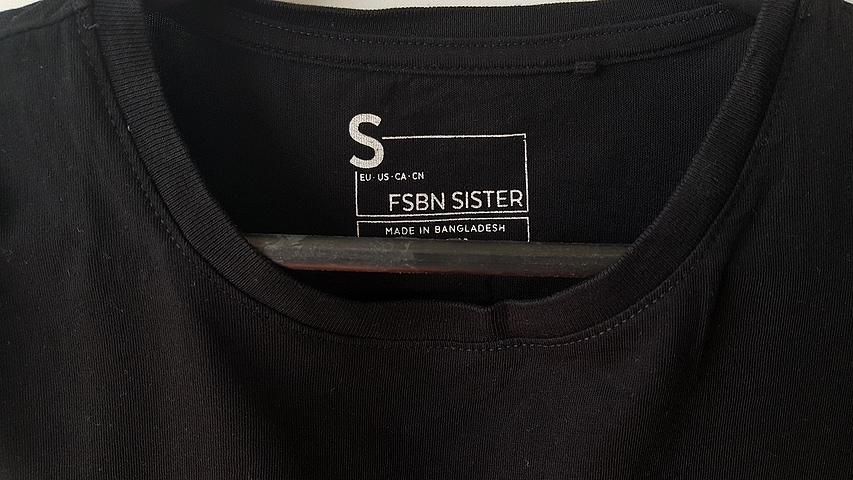 S
EU·US·CA·CN
FSBN SISTER
MADE IN BANGLADESH